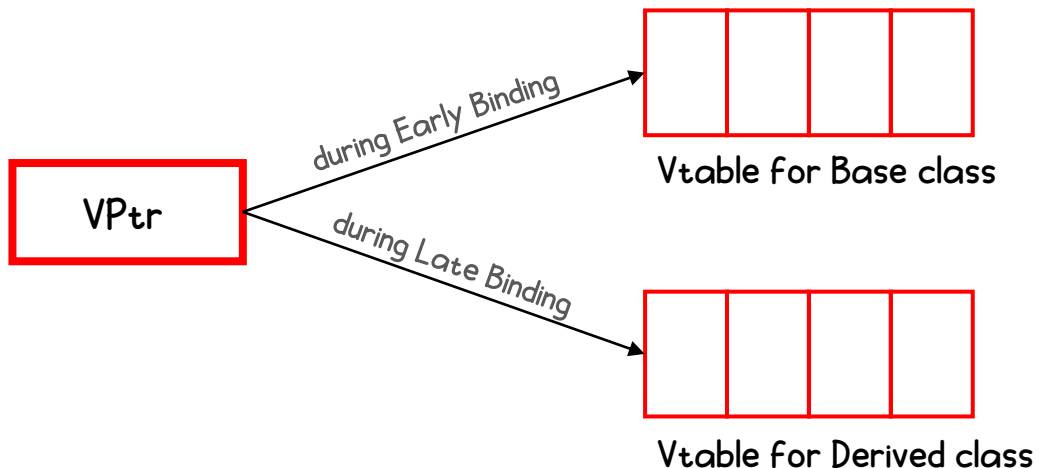 during Early Binding
Vtable for Base class
VPtr
during Late Binding
Vtable for Derived class